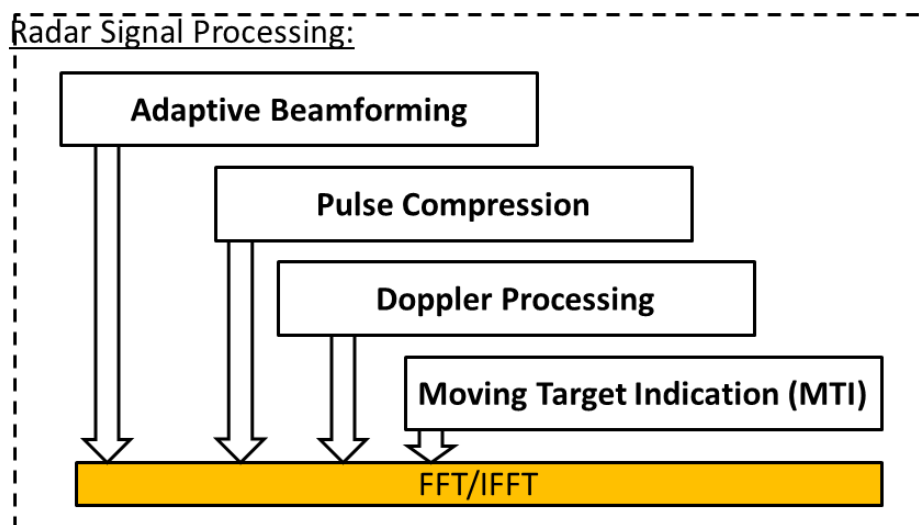 Radar Signal Processing:
Adaptive Beamforming
Pulse Compression
Doppler Processing
Moving Target Indication (MTI)
FFT/IFFT